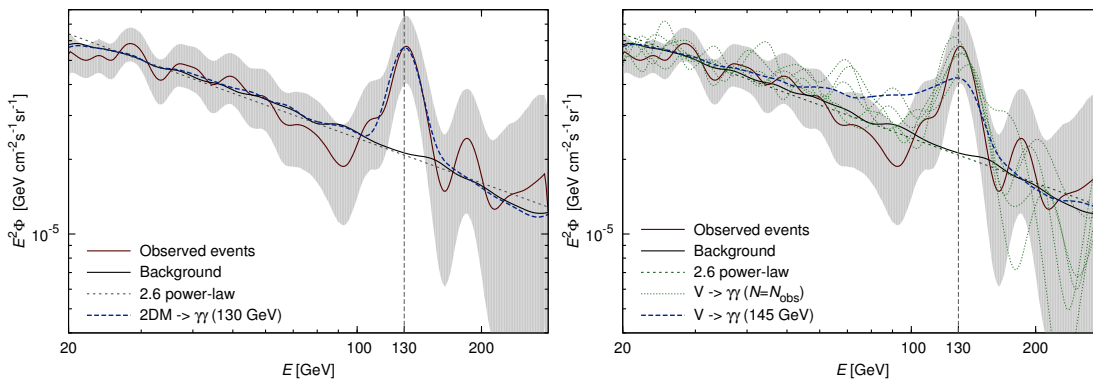 E²Φ [GeV cm⁻²s⁻¹sr⁻¹]
10⁻⁵
Observed events
Background
2.6 power-law
2DM -> γγ (130 GeV)
20 100 130 200
E [GeV]
E²Φ [GeV cm⁻²s⁻¹sr⁻¹]
10⁻⁵
Observed events
Background
2.6 power-law
V -> γγ (N=N_obs)
V -> γγ (145 GeV)
20 100 130 200
E [GeV]